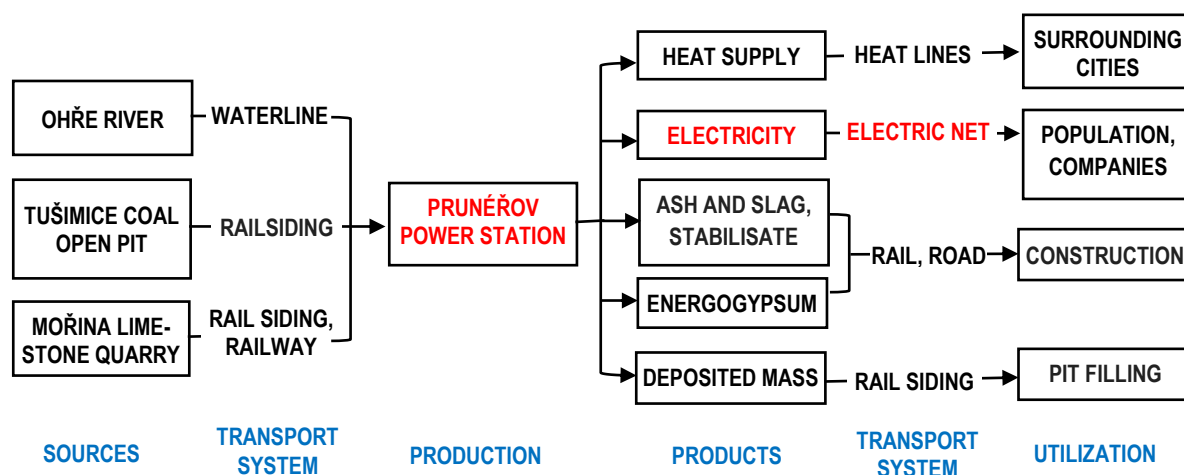 OHŘE RIVER
WATERLINE
TUŠIMICE COAL
OPEN PIT
RAILSIDING
MOŘINA LIME-
STONE QUARRY
RAIL SIDING,
RAILWAY
PRUNÉŘOV
POWER STATION
HEAT SUPPLY
HEAT LINES
SURROUNDING
CITIES
ELECTRICITY
ELECTRIC NET
POPULATION,
COMPANIES
ASH AND SLAG,
STABILISATE
ENERGOGYPSUM
RAIL, ROAD
CONSTRUCTION
DEPOSITED MASS
RAIL SIDING
PIT FILLING
SOURCES
TRANSPORT
SYSTEM
PRODUCTION
PRODUCTS
TRANSPORT
SYSTEM
UTILIZATION